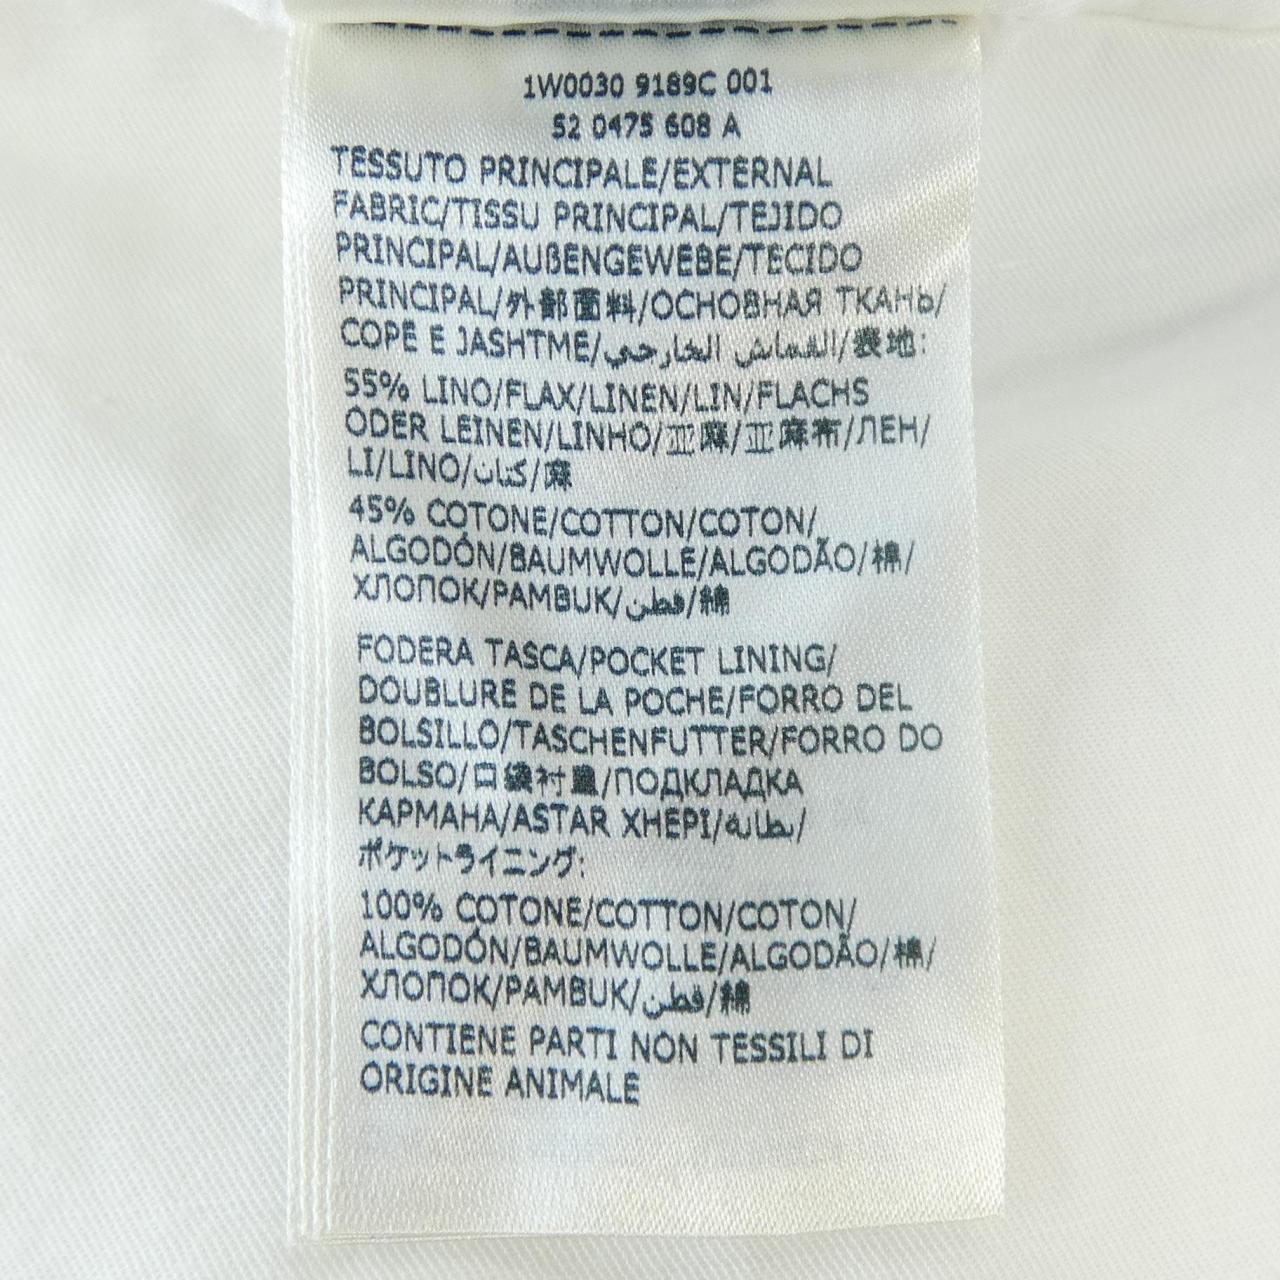 1W0030 9189C 001
52 0475 608 A
TESSUTO PRINCIPALE/EXTERNAL
FABRIC/TISSU PRINCIPAL/TEJIDO
PRINCIPAL/AUßENGEWEBE/TECIDO
PRINCIPAL/外部面料/ОСНОВНАЯ ТКАНЬ/
COPE E JASHTME/القماش الخارجي/表地:
55% LINO/FLAX/LINEN/LIN/FLACHS
ODER LEINEN/LINHO/亚麻/亚麻布/ЛЕН/
LI/LINO/كتان/麻
45% COTONE/COTTON/COTON/
ALGODÓN/BAUMWOLLE/ALGODÃO/棉/
ХЛОПОК/PAMBUK/قطن/綿
FODERA TASCA/POCKET LINING/
DOUBLURE DE LA POCHE/FORRO DEL
BOLSILLO/TASCHENFUTTER/FORRO DO
BOLSO/口袋衬里/ПОДКЛАДКА
КАРМАНА/ASTAR XHEPI/بطانة/
ポケットライニング:
100% COTONE/COTTON/COTON/
ALGODÓN/BAUMWOLLE/ALGODÃO/棉/
ХЛОПОК/PAMBUK/قطن/綿
CONTIENE PARTI NON TESSILI DI
ORIGINE ANIMALE